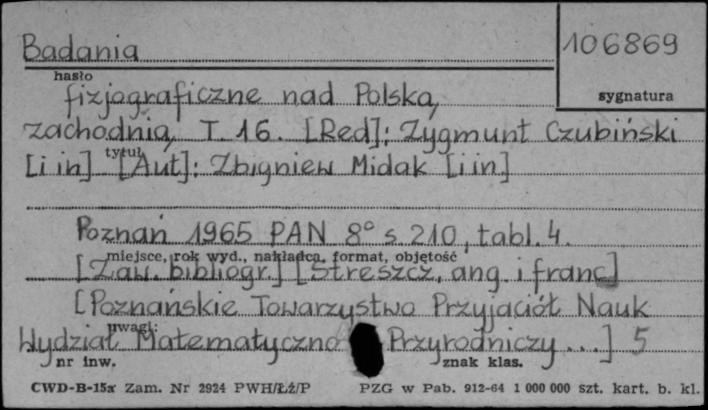 Badania
106869
hasło
sygnatura
fizjograficzne nad Polską
zachodnią, T. 16. [Red]: Zygmunt Czubiński
tytuł
[i in] [Aut]: Zbigniew Midak [i in]
Poznań 1965 PAN 8° s. 210, tabl. 4.
miejsce, rok wyd., nakładca, format, objętość
[Zaw. bibliogr.] [Streszcz. ang. i franc]
[Poznańskie Towarzystwo Przyjaciół Nauk
uwagi:
Wydział Matematyczno Przyrodniczy...] 5
nr inw. znak klas.
CWD-B-15x Zam. Nr 2924 PWH/Łź/P PZG w Pab. 912-64 1 000 000 szt. kart. b. kl.